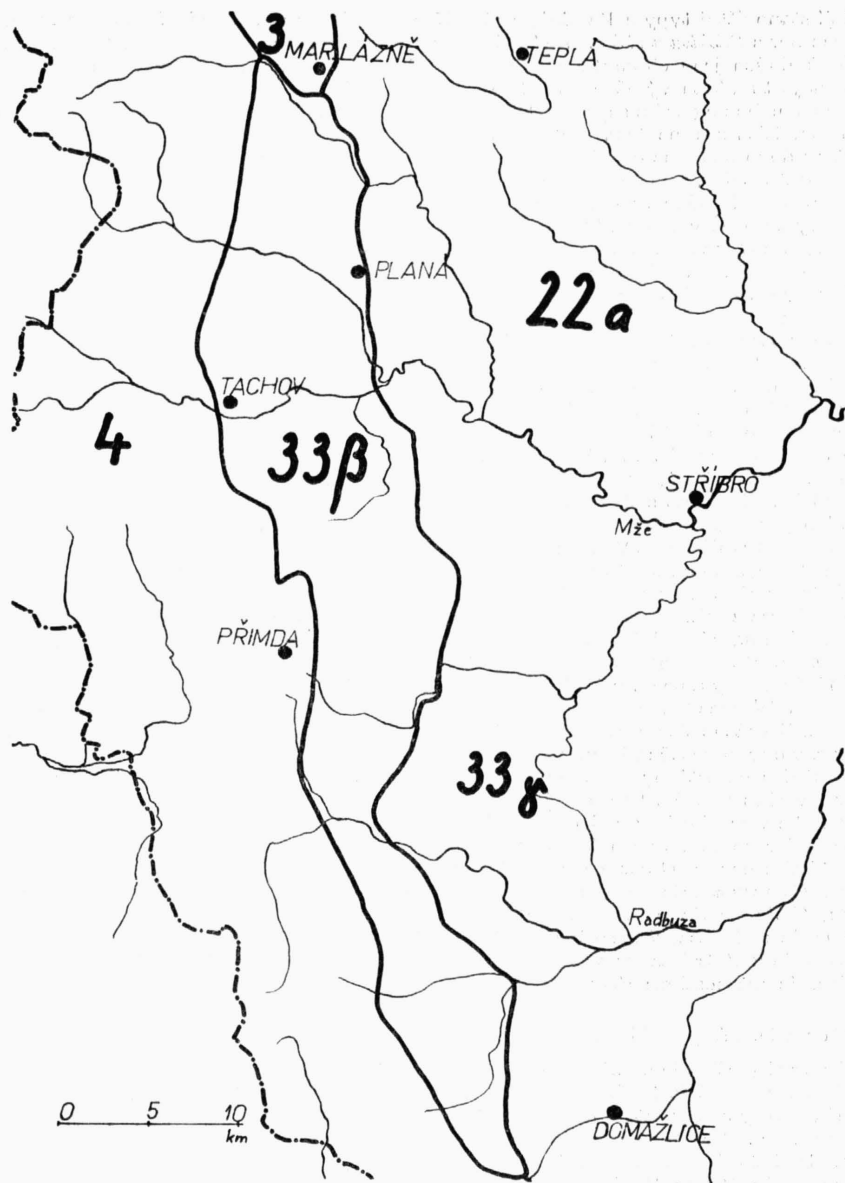 3
MAR.LÁZNĚ
TEPLÁ
PLANÁ
22a
TACHOV
4
33β
STŘÍBRO
Mže
PŘIMDA
33γ
Radbuza
0 5 10
km
DOMAŽLICE